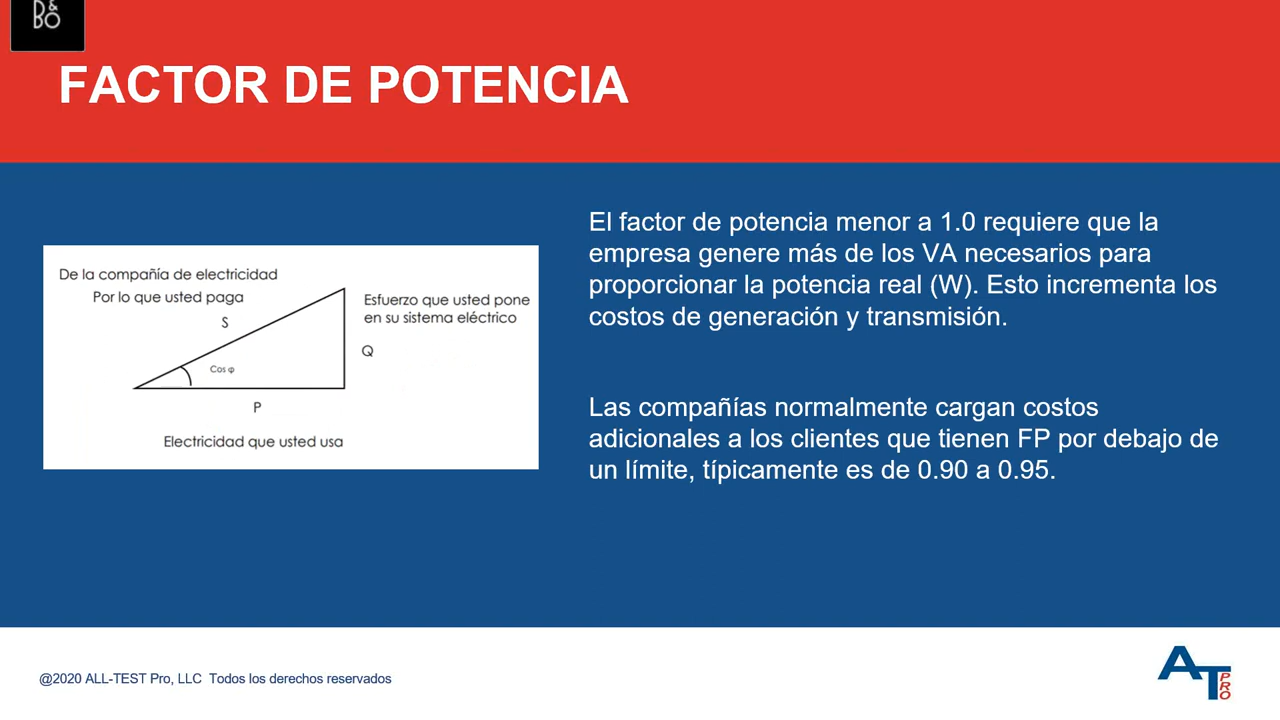 B&O
FACTOR DE POTENCIA
De la compañía de electricidad
Por lo que usted paga
S
Esfuerzo que usted pone
en su sistema eléctrico
Q
Cos φ
P
Electricidad que usted usa
El factor de potencia menor a 1.0 requiere que la
empresa genere más de los VA necesarios para
proporcionar la potencia real (W). Esto incrementa los
costos de generación y transmisión.
Las compañías normalmente cargan costos
adicionales a los clientes que tienen FP por debajo de
un límite, típicamente es de 0.90 a 0.95.
@2020 ALL-TEST Pro, LLC Todos los derechos reservados
AT
PRO